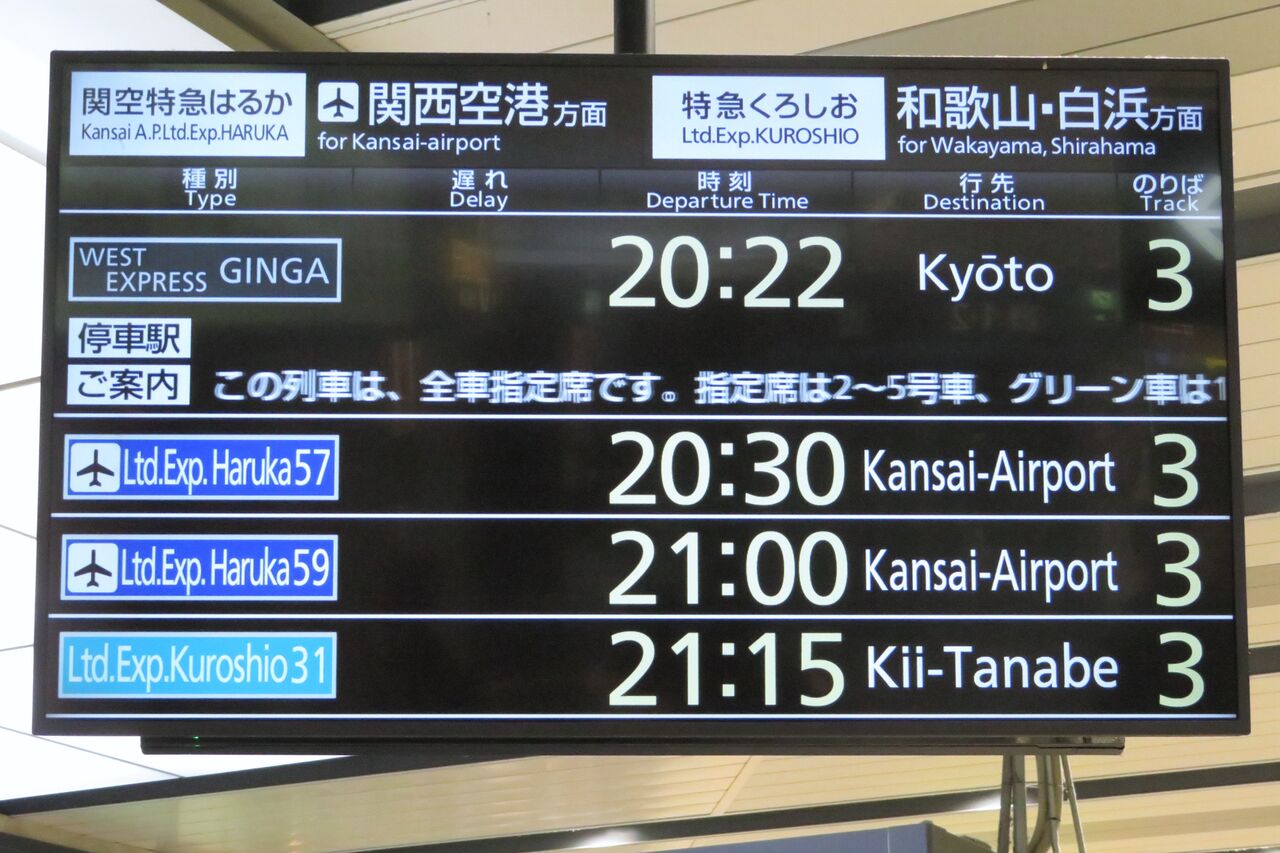 関空特急はるか
Kansai A.P.Ltd.Exp.HARUKA
関西空港方面
for Kansai-airport
特急くろしお
Ltd.Exp.KUROSHIO
和歌山・白浜方面
for Wakayama, Shirahama
種別 遅れ 時刻 行先 のりば
Type Delay Departure Time Destination Track
WEST EXPRESS GINGA 20:22 Kyōto 3
停車駅
ご案内 この列車は、全車指定席です。指定席は2〜5号車、グリーン車は1
Ltd.Exp. Haruka57 20:30 Kansai-Airport 3
Ltd.Exp. Haruka59 21:00 Kansai-Airport 3
Ltd.Exp.Kuroshio31 21:15 Kii-Tanabe 3